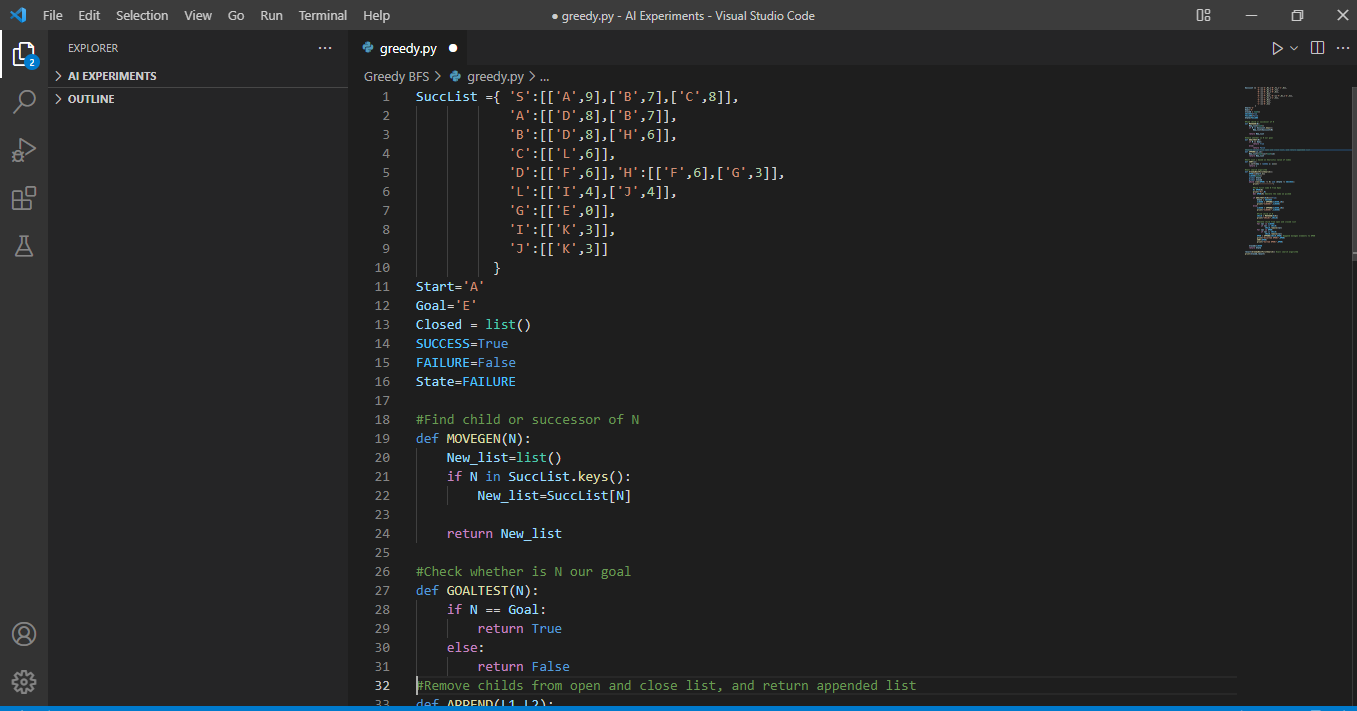 File Edit Selection View Go Run Terminal Help ● greedy.py - AI Experiments - Visual Studio Code
EXPLORER ...
AI EXPERIMENTS
OUTLINE
2
greedy.py ●
Greedy BFS > greedy.py > ...
1 SuccList ={ 'S':[['A',9],['B',7],['C',8]],
2 'A':[['D',8],['B',7]],
3 'B':[['D',8],['H',6]],
4 'C':[['L',6]],
5 'D':[['F',6]],'H':[['F',6],['G',3]],
6 'L':[['I',4],['J',4]],
7 'G':[['E',0]],
8 'I':[['K',3]],
9 'J':[['K',3]]
10 }
11 Start='A'
12 Goal='E'
13 Closed = list()
14 SUCCESS=True
15 FAILURE=False
16 State=FAILURE
17
18 #Find child or successor of N
19 def MOVEGEN(N):
20 New_list=list()
21 if N in SuccList.keys():
22 New_list=SuccList[N]
23
24 return New_list
25
26 #Check whether is N our goal
27 def GOALTEST(N):
28 if N == Goal:
29 return True
30 else:
31 return False
32 #Remove childs from open and close list, and return appended list
33 def APPEND(L1,L2):